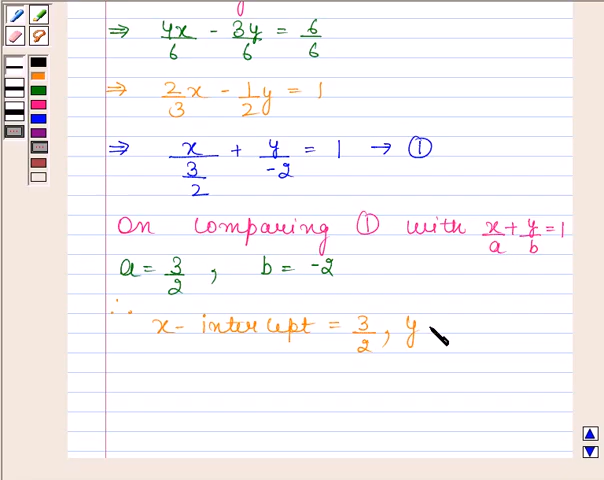 ⇒ 4x/6 - 3y/6 = 6/6
⇒ 2/3 x - 1/2 y = 1
⇒ x/(3/2) + y/-2 = 1 → ①
On comparing ① with x/a + y/b = 1
a = 3/2 , b = -2
∴ x - intercept = 3/2 , y